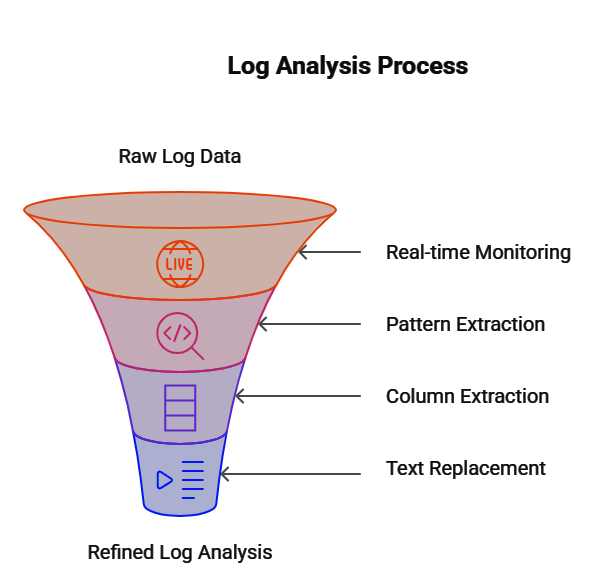 Log Analysis Process
Raw Log Data
LIVE
Real-time Monitoring
Pattern Extraction
Column Extraction
Text Replacement
Refined Log Analysis